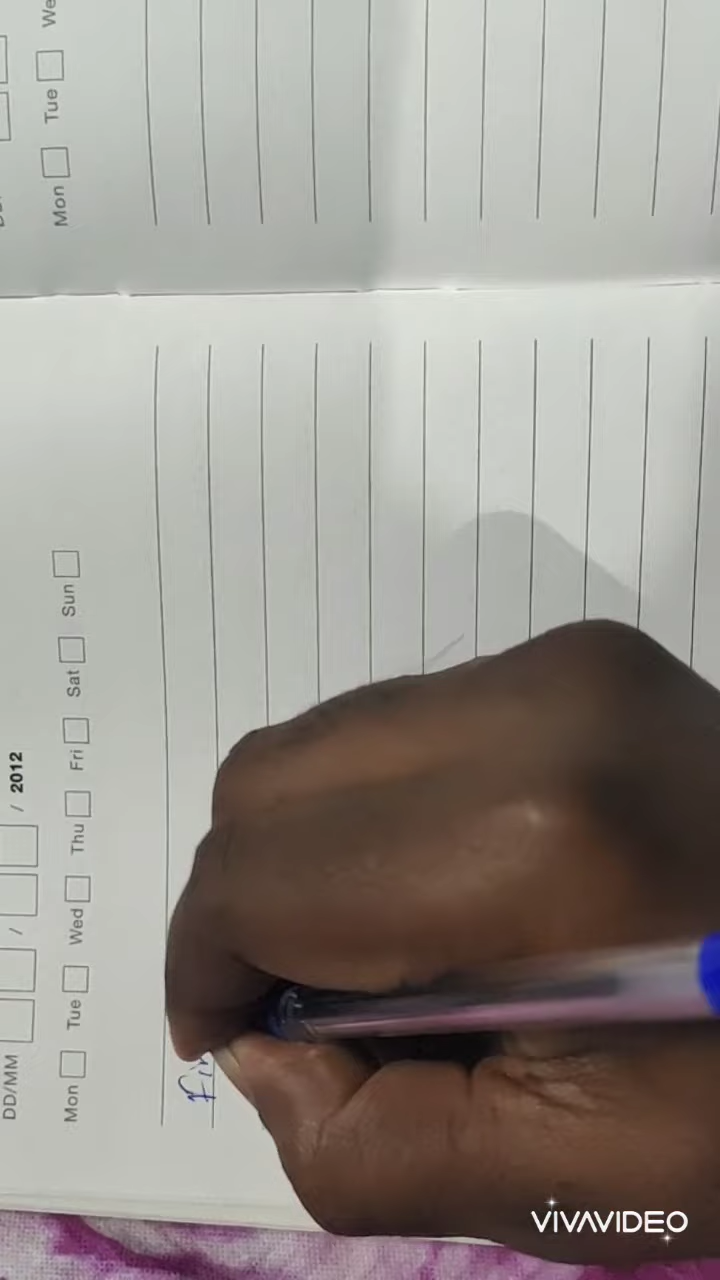 We
Mon Tue
DD/MM / / 2012
Mon Tue Wed Thu Fri Sat Sun
VIVAVIDEO